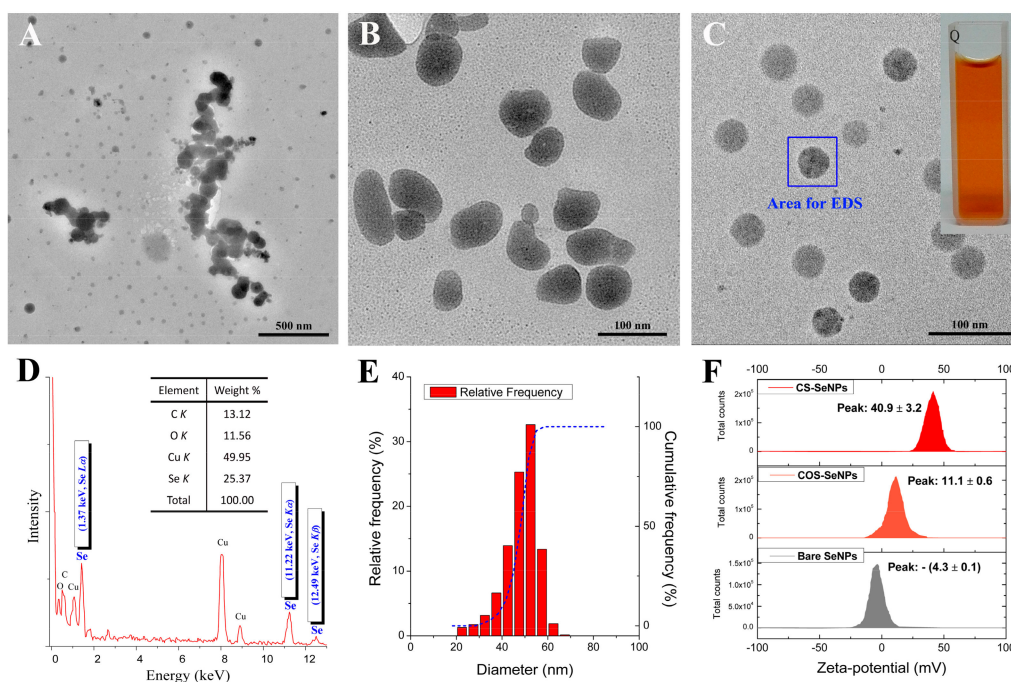 A
500 nm
B
100 nm
C
Q
Area for EDS
100 nm
D
Element Weight %
C K 13.12
O K 11.56
Cu K 49.95
Se K 25.37
Total 100.00
(1.37 keV, Se Lα)
Se
(11.22 keV, Se Kα)
Se
(12.49 keV, Se Kβ)
Se
C
O
Cu
Cu
Cu
Intensity
0 2 4 6 8 10 12
Energy (keV)
E
Relative Frequency
Relative frequency (%)
40
30
20
10
0
Cumulative frequency (%)
100
50
0
0 20 40 60 80 100
Diameter (nm)
F
-100 -50 0 50 100
CS-SeNPs
Peak: 40.9 ± 3.2
Total counts
2x10⁵
1x10⁵
0
COS-SeNPs
Peak: 11.1 ± 0.6
Total counts
2x10⁵
1x10⁵
0
Bare SeNPs
Peak: - (4.3 ± 0.1)
Total counts
1.5x10⁵
1.0x10⁵
5.0x10⁴
0.0
-100 -50 0 50 100
Zeta-potential (mV)